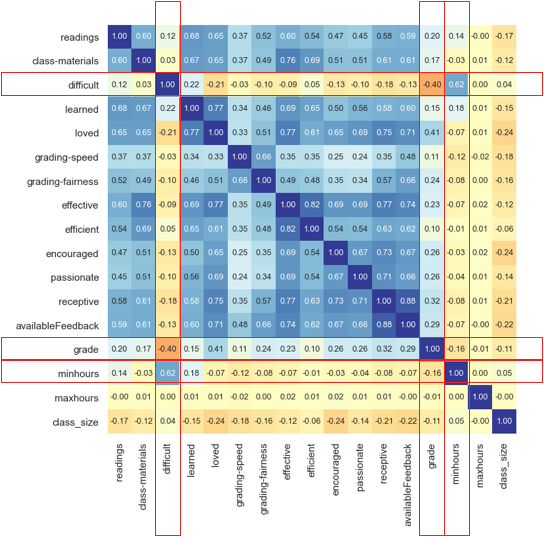 readings 1.00 0.60 0.12 0.68 0.65 0.37 0.52 0.60 0.54 0.47 0.45 0.58 0.59 0.20 0.14 -0.00 -0.17
class-materials 0.60 1.00 0.03 0.67 0.65 0.37 0.49 0.76 0.69 0.51 0.51 0.61 0.61 0.17 -0.03 0.01 -0.12
difficult 0.12 0.03 1.00 0.22 -0.21 -0.03 -0.10 -0.09 0.05 -0.13 -0.10 -0.18 -0.13 -0.40 0.62 0.00 0.04
learned 0.68 0.67 0.22 1.00 0.77 0.34 0.46 0.69 0.65 0.50 0.56 0.58 0.60 0.15 0.18 0.01 -0.15
loved 0.65 0.65 -0.21 0.77 1.00 0.33 0.51 0.77 0.61 0.65 0.69 0.75 0.71 0.41 -0.07 0.01 -0.24
grading-speed 0.37 0.37 -0.03 0.34 0.33 1.00 0.66 0.35 0.35 0.25 0.24 0.35 0.48 0.11 -0.12 -0.02 -0.18
grading-fairness 0.52 0.49 -0.10 0.46 0.51 0.66 1.00 0.49 0.48 0.35 0.34 0.57 0.66 0.24 -0.08 0.00 -0.16
effective 0.60 0.76 -0.09 0.69 0.77 0.35 0.49 1.00 0.82 0.69 0.69 0.77 0.74 0.23 -0.07 0.02 -0.12
efficient 0.54 0.69 0.05 0.65 0.61 0.35 0.48 0.82 1.00 0.54 0.54 0.63 0.62 0.10 -0.01 0.01 -0.06
encouraged 0.47 0.51 -0.13 0.50 0.65 0.25 0.35 0.69 0.54 1.00 0.67 0.73 0.67 0.26 -0.03 0.02 -0.24
passionate 0.45 0.51 -0.10 0.56 0.69 0.24 0.34 0.69 0.54 0.67 1.00 0.71 0.66 0.26 -0.04 0.01 -0.14
receptive 0.58 0.61 -0.18 0.58 0.75 0.35 0.57 0.77 0.63 0.73 0.71 1.00 0.88 0.32 -0.08 0.01 -0.21
availableFeedback 0.59 0.61 -0.13 0.60 0.71 0.48 0.66 0.74 0.62 0.67 0.66 0.88 1.00 0.29 -0.07 -0.00 -0.22
grade 0.20 0.17 -0.40 0.15 0.41 0.11 0.24 0.23 0.10 0.26 0.26 0.32 0.29 1.00 -0.16 -0.01 -0.11
minhours 0.14 -0.03 0.62 0.18 -0.07 -0.12 -0.08 -0.07 -0.01 -0.03 -0.04 -0.08 -0.07 -0.16 1.00 0.00 0.05
maxhours -0.00 0.01 0.00 0.01 0.01 -0.02 0.00 0.02 0.01 0.02 0.01 0.01 -0.00 -0.01 0.00 1.00 -0.00
class_size -0.17 -0.12 0.04 -0.15 -0.24 -0.18 -0.16 -0.12 -0.06 -0.24 -0.14 -0.21 -0.22 -0.11 0.05 -0.00 1.00
readings class-materials difficult learned loved grading-speed grading-fairness effective efficient encouraged passionate receptive availableFeedback grade minhours maxhours class_size